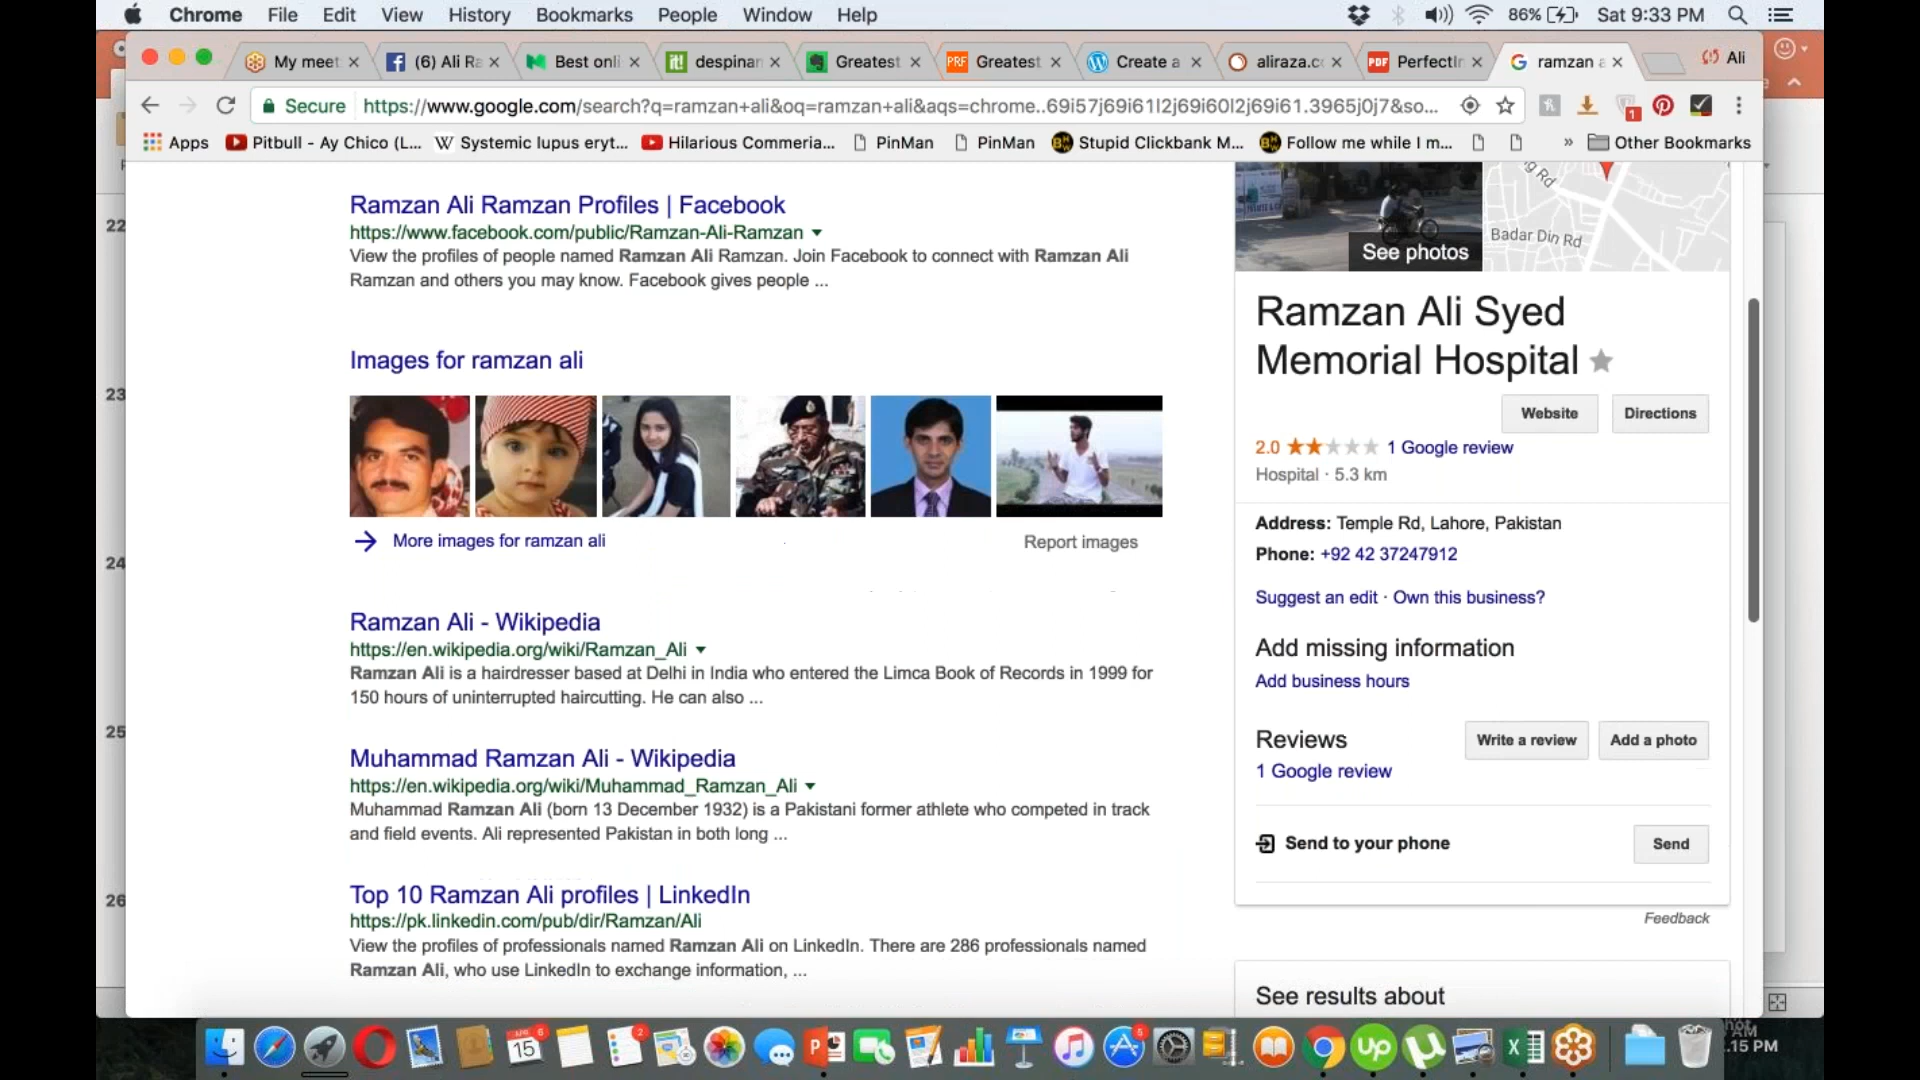 Chrome File Edit View History Bookmarks People Window Help 86% Sat 9:33 PM
My meet (6) Ali Ra Best onli despinar Greatest Greatest Create a aliraza.co PerfectIn ramzan a Ali
Secure https://www.google.com/search?q=ramzan+ali&oq=ramzan+ali&aqs=chrome..69i57j69i61l2j69i60l2j69i61.3965j0j7&so...
Apps Pitbull - Ay Chico (L... Systemic lupus eryt... Hilarious Commeria... PinMan PinMan Stupid Clickbank M... Follow me while I m... » Other Bookmarks
Ramzan Ali Ramzan Profiles | Facebook
https://www.facebook.com/public/Ramzan-Ali-Ramzan
View the profiles of people named Ramzan Ali Ramzan. Join Facebook to connect with Ramzan Ali
Ramzan and others you may know. Facebook gives people ...
Images for ramzan ali
More images for ramzan ali
Report images
Ramzan Ali - Wikipedia
https://en.wikipedia.org/wiki/Ramzan_Ali
Ramzan Ali is a hairdresser based at Delhi in India who entered the Limca Book of Records in 1999 for
150 hours of uninterrupted haircutting. He can also ...
Muhammad Ramzan Ali - Wikipedia
https://en.wikipedia.org/wiki/Muhammad_Ramzan_Ali
Muhammad Ramzan Ali (born 13 December 1932) is a Pakistani former athlete who competed in track
and field events. Ali represented Pakistan in both long ...
Top 10 Ramzan Ali profiles | LinkedIn
https://pk.linkedin.com/pub/dir/Ramzan/Ali
View the profiles of professionals named Ramzan Ali on LinkedIn. There are 286 professionals named
Ramzan Ali, who use LinkedIn to exchange information, ...
See photos
Badar Din Rd
Ramzan Ali Syed
Memorial Hospital
Website Directions
2.0 1 Google review
Hospital · 5.3 km
Address: Temple Rd, Lahore, Pakistan
Phone: +92 42 37247912
Suggest an edit · Own this business?
Add missing information
Add business hours
Reviews Write a review Add a photo
1 Google review
Send to your phone Send
Feedback
See results about
22
23
24
25
26
.15 PM